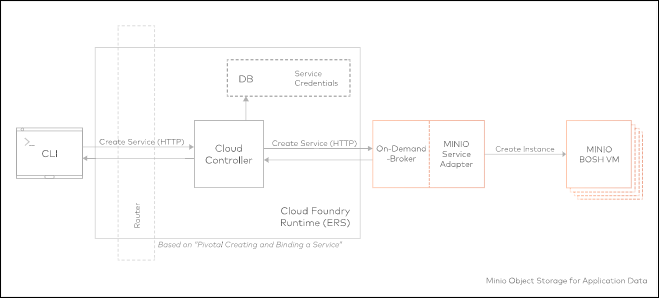 DB
Service
Credentials
>_
CLI
Create Service (HTTP)
Cloud
Controller
Create Service (HTTP)
On-Demand
-Broker
MINIO
Service
Adapter
Create Instance
MINIO
BOSH VM
Router
Cloud Foundry
Runtime (ERS)
Based on "Pivotal Creating and Binding a Service"
Minio Object Storage for Application Data